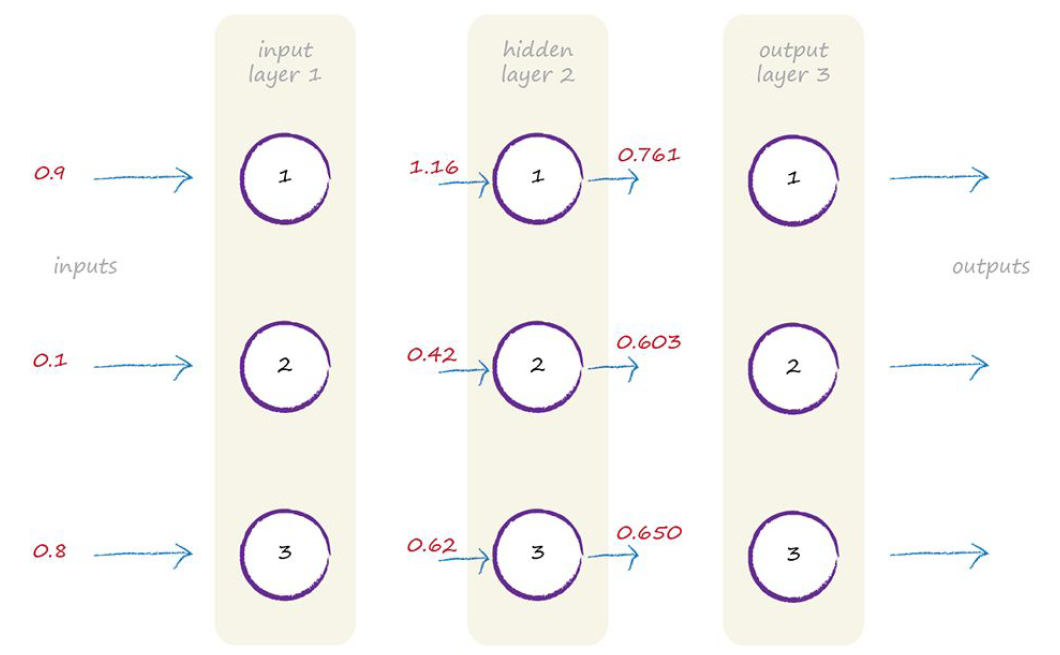 input
layer 1
hidden
layer 2
output
layer 3
0.9
1
1.16
1
0.761
1
inputs
outputs
0.1
2
0.42
2
0.603
2
0.8
3
0.62
3
0.650
3